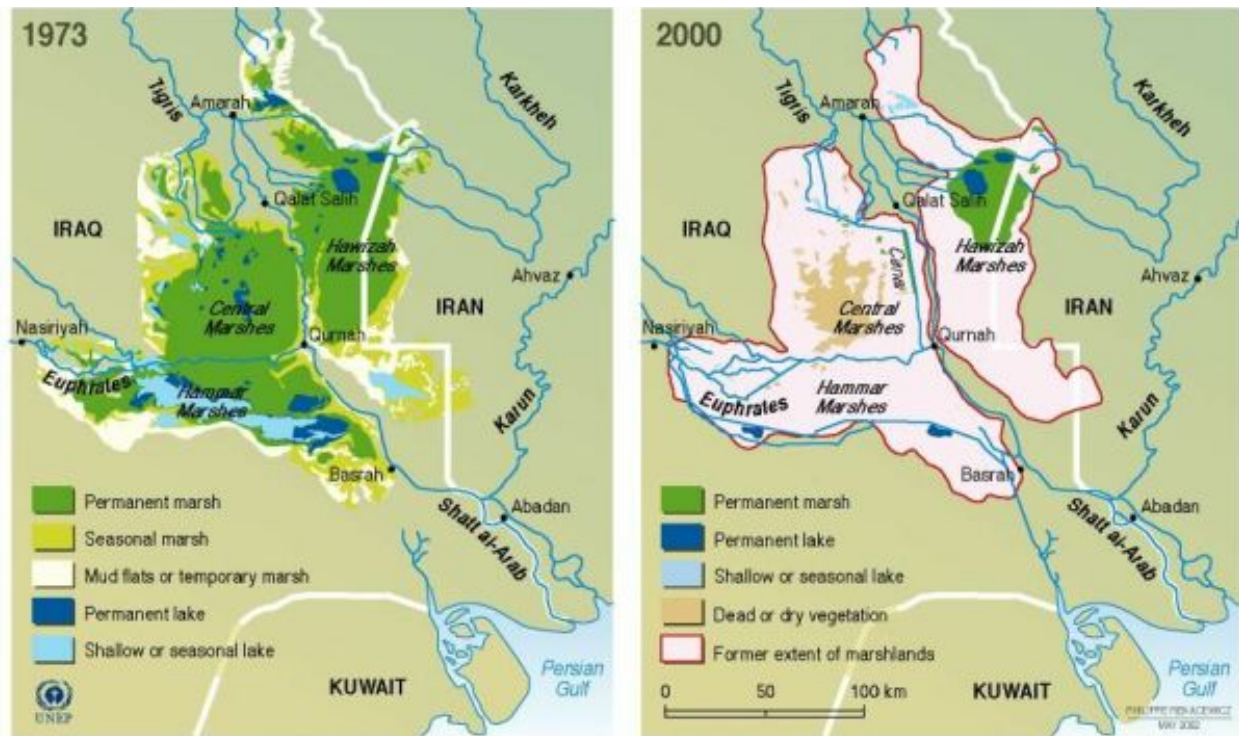 1973
Tigris
Amarah
Karkheh
Qalat Salih
IRAQ
Hawizah
Marshes
Ahvaz
Central
Marshes
IRAN
Nasiriyah
Qurnah
Euphrates
Hammar
Marshes
Karun
Basrah
Abadan
Shatt al-Arab
Permanent marsh
Seasonal marsh
Mud flats or temporary marsh
Permanent lake
Shallow or seasonal lake
Persian
Gulf
KUWAIT
UNEP
2000
Tigris
Amarah
Karkheh
Qalat Salih
IRAQ
Canal
Hawizah
Marshes
Ahvaz
Central
Marshes
IRAN
Nasiriyah
Qurnah
Euphrates
Hammar
Marshes
Karun
Basrah
Abadan
Shatt al-Arab
Permanent marsh
Permanent lake
Shallow or seasonal lake
Dead or dry vegetation
Former extent of marshlands
0 50 100 km
Persian
Gulf
KUWAIT
PHILIPPE REKACEWICZ
MAY 2002